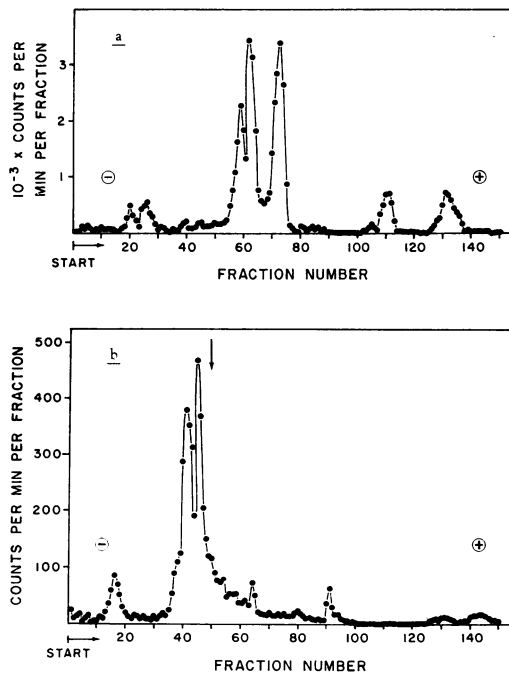 a
10⁻³ × COUNTS PER
MIN PER FRACTION
3
2
1
⊖
⊕
20 40 60 80 100 120 140
START
FRACTION NUMBER
b
COUNTS PER MIN PER FRACTION
500
400
300
200
100
⊖
⊕
20 40 60 80 100 120 140
START
FRACTION NUMBER